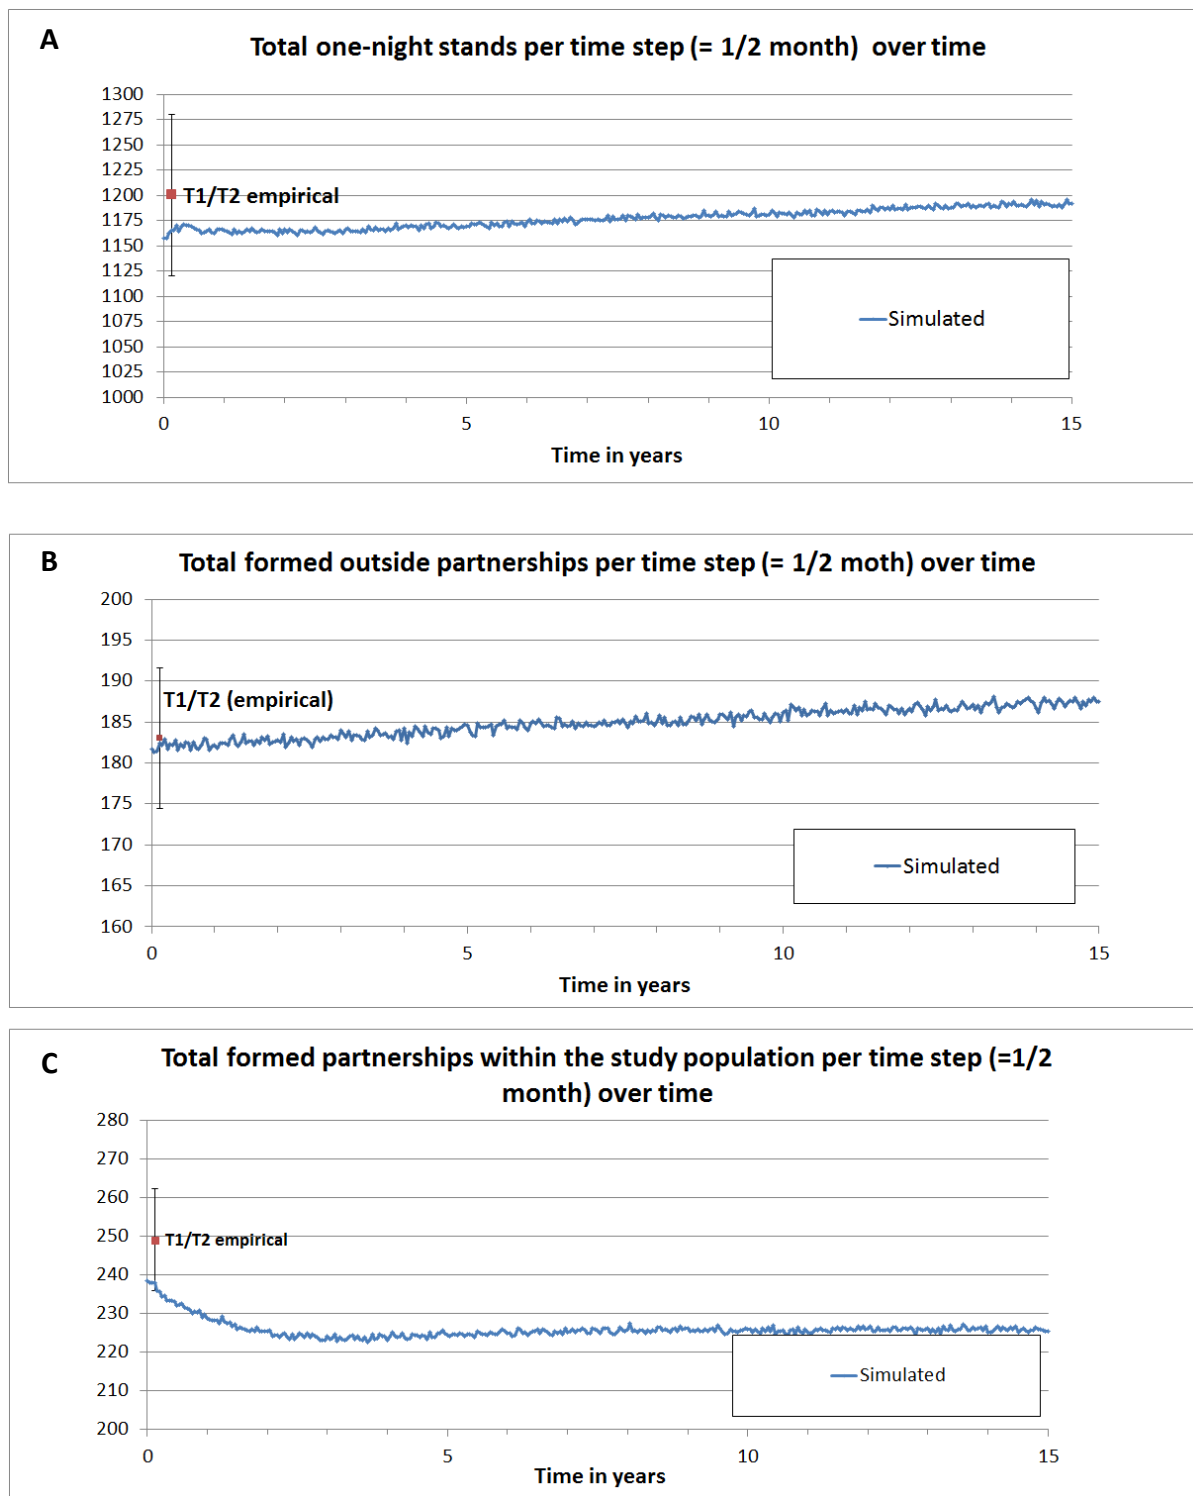 A
Total one-night stands per time step (= 1/2 month)  over time
1300
1275
1250
1225
1200
1175
1150
1125
1100
1075
1050
1025
1000
T1/T2 empirical
Simulated
0 5 10 15
Time in years
B
Total formed outside partnerships per time step (= 1/2 moth) over time
200
195
190
185
180
175
170
165
160
T1/T2 (empirical)
Simulated
0 5 10 15
Time in years
C
Total formed partnerships within the study population per time step (=1/2
month) over time
280
270
260
250
240
230
220
210
200
T1/T2 empirical
Simulated
0 5 10 15
Time in years